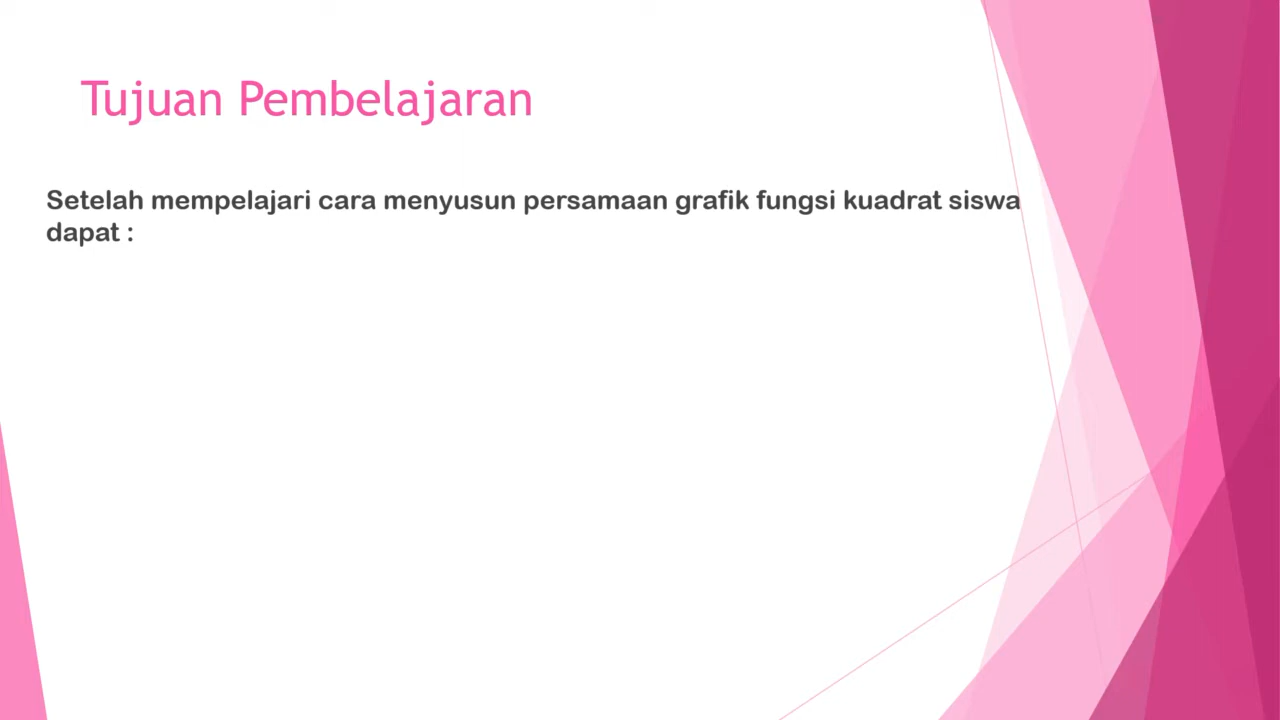 Tujuan Pembelajaran
Setelah mempelajari cara menyusun persamaan grafik fungsi kuadrat siswa
dapat :